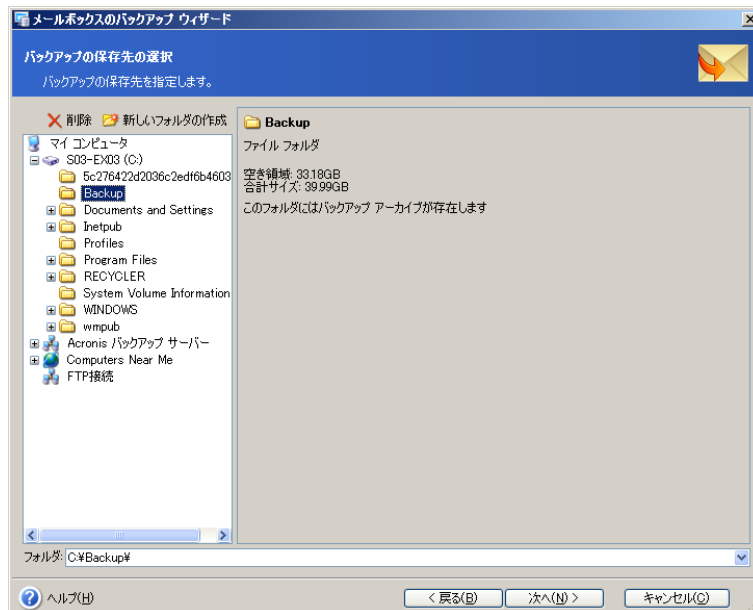 メールボックスのバックアップ ウィザード
バックアップの保存先の選択
バックアップの保存先を指定します。
削除 新しいフォルダの作成
マイ コンピュータ
S03-EX03 (C:)
5c276422d2036c2edf6b4603
Backup
Documents and Settings
Inetpub
Profiles
Program Files
RECYCLER
System Volume Information
WINDOWS
wmpub
Acronis バックアップ サーバー
Computers Near Me
FTP接続
Backup
ファイル フォルダ
空き領域: 33.18GB
合計サイズ: 39.99GB
このフォルダにはバックアップ アーカイブが存在します
フォルダ: C:¥Backup¥
ヘルプ(H)
< 戻る(B)
次へ(N) >
キャンセル(C)